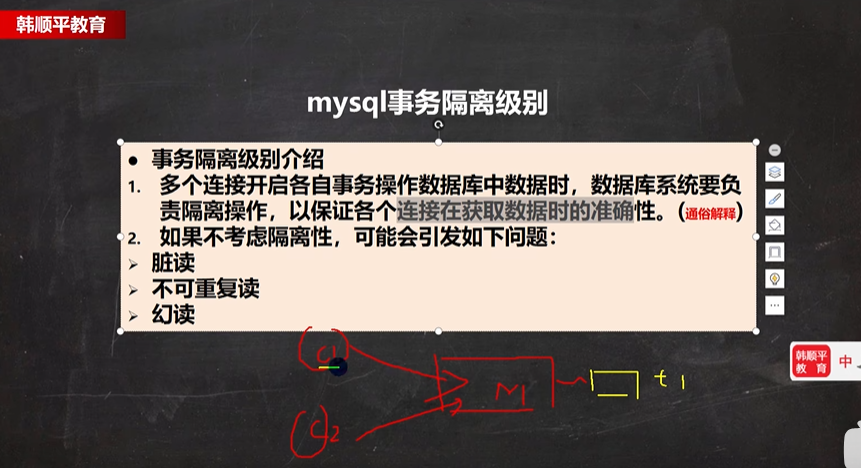 韩顺平教育
mysql事务隔离级别
● 事务隔离级别介绍
1. 多个连接开启各自事务操作数据库中数据时，数据库系统要负
责隔离操作，以保证各个连接在获取数据时的准确性。(通俗解释)
2. 如果不考虑隔离性，可能会引发如下问题：
➢ 脏读
➢ 不可重复读
➢ 幻读
C1
t1
C2
韩顺平
教 育
中